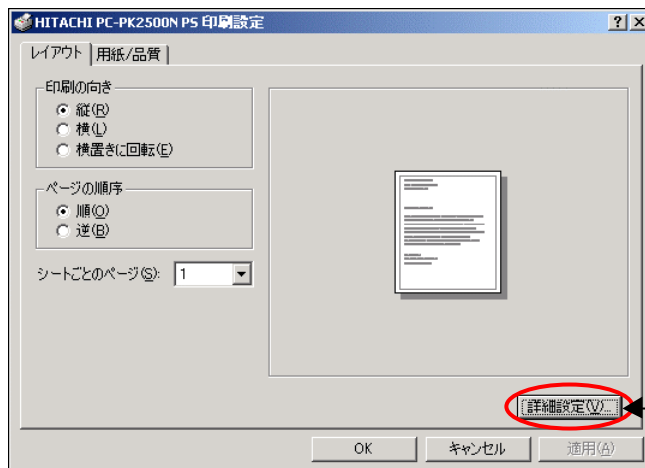 HITACHI PC-PK2500N PS 印刷設定
レイアウト 用紙/品質
印刷の向き
縦(R)
横(L)
横置きに回転(E)
ページの順序
順(O)
逆(B)
シートごとのページ(S): 1
詳細設定(V)...
OK キャンセル 適用(A)